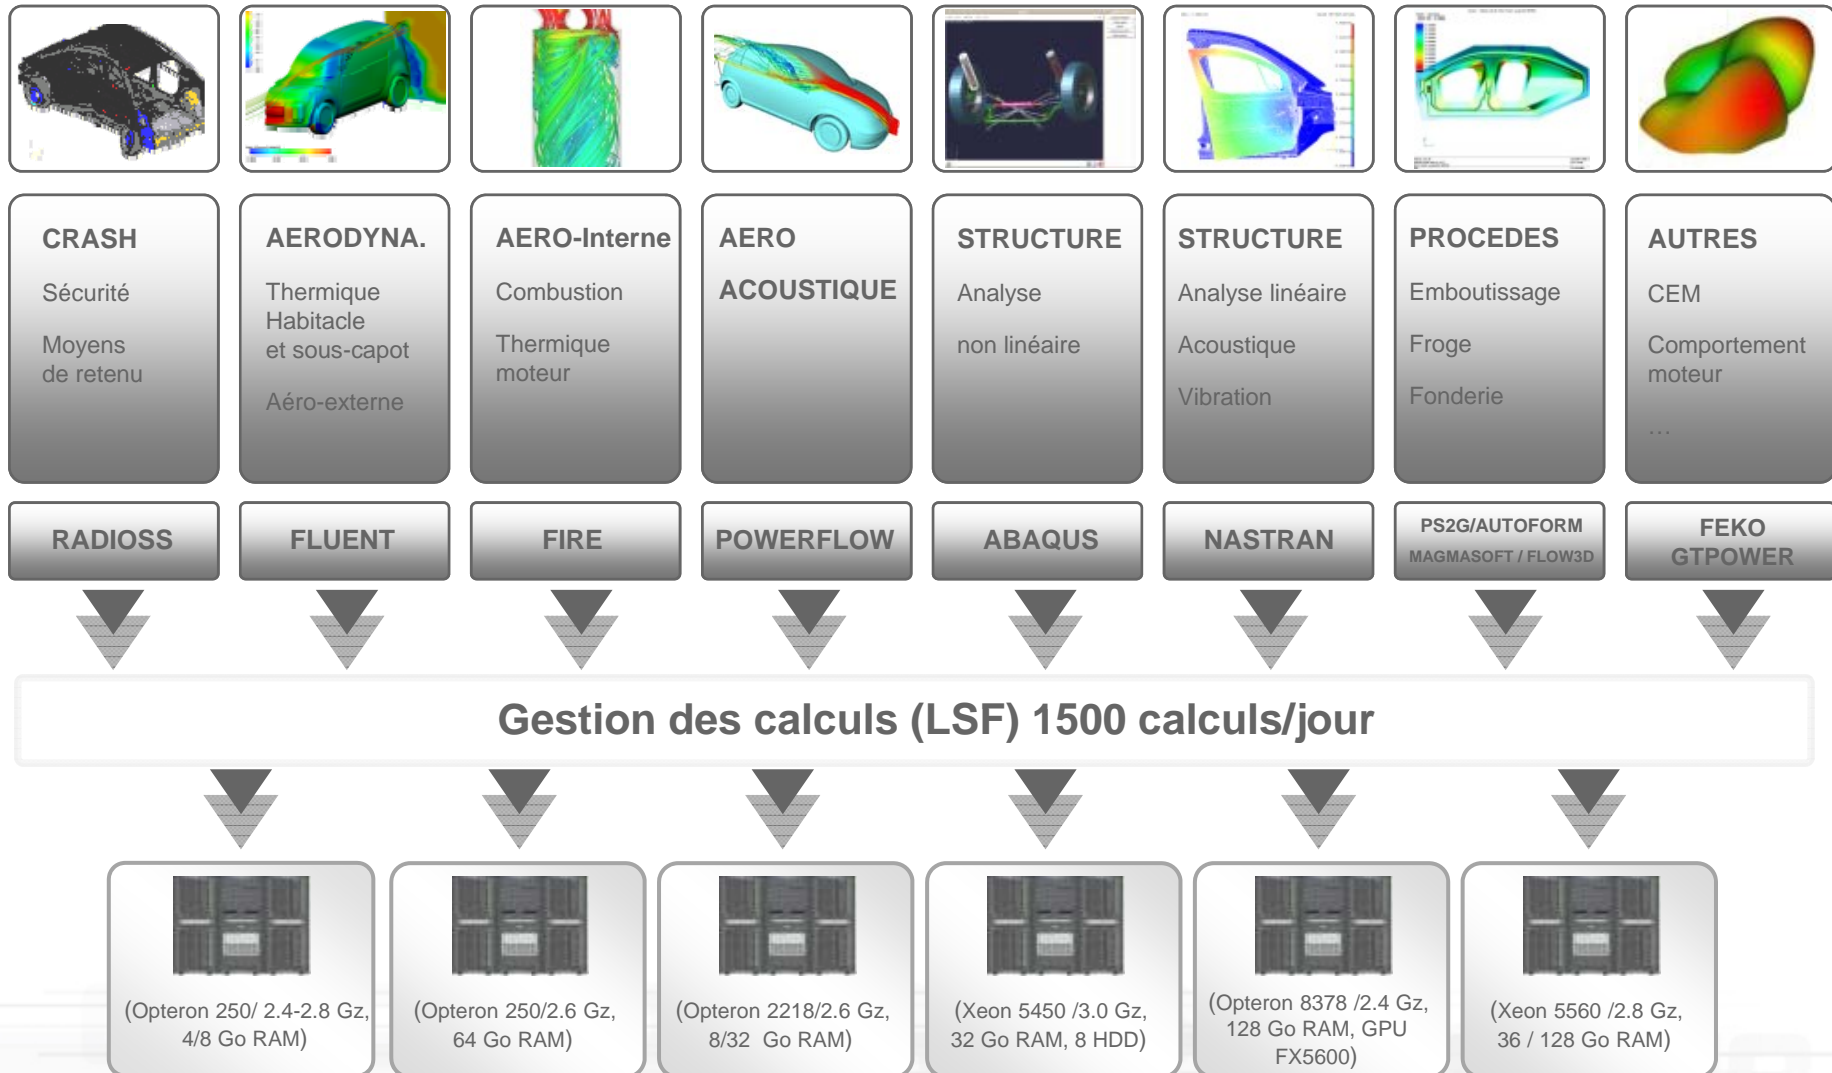 CRASH
Sécurité
Moyens
de retenu
AERODYNA.
Thermique
Habitacle
et sous-capot
Aéro-externe
AERO-Interne
Combustion
Thermique
moteur
AERO
ACOUSTIQUE
STRUCTURE
Analyse
non linéaire
STRUCTURE
Analyse linéaire
Acoustique
Vibration
PROCEDES
Emboutissage
Froge
Fonderie
AUTRES
CEM
Comportement
moteur
…
RADIOSS
FLUENT
FIRE
POWERFLOW
ABAQUS
NASTRAN
PS2G/AUTOFORM
MAGMASOFT / FLOW3D
FEKO
GTPOWER
Gestion des calculs (LSF) 1500 calculs/jour
(Opteron 250/ 2.4-2.8 Gz,
4/8 Go RAM)
(Opteron 250/2.6 Gz,
64 Go RAM)
(Opteron 2218/2.6 Gz,
8/32 Go RAM)
(Xeon 5450 /3.0 Gz,
32 Go RAM, 8 HDD)
(Opteron 8378 /2.4 Gz,
128 Go RAM, GPU
FX5600)
(Xeon 5560 /2.8 Gz,
36 / 128 Go RAM)